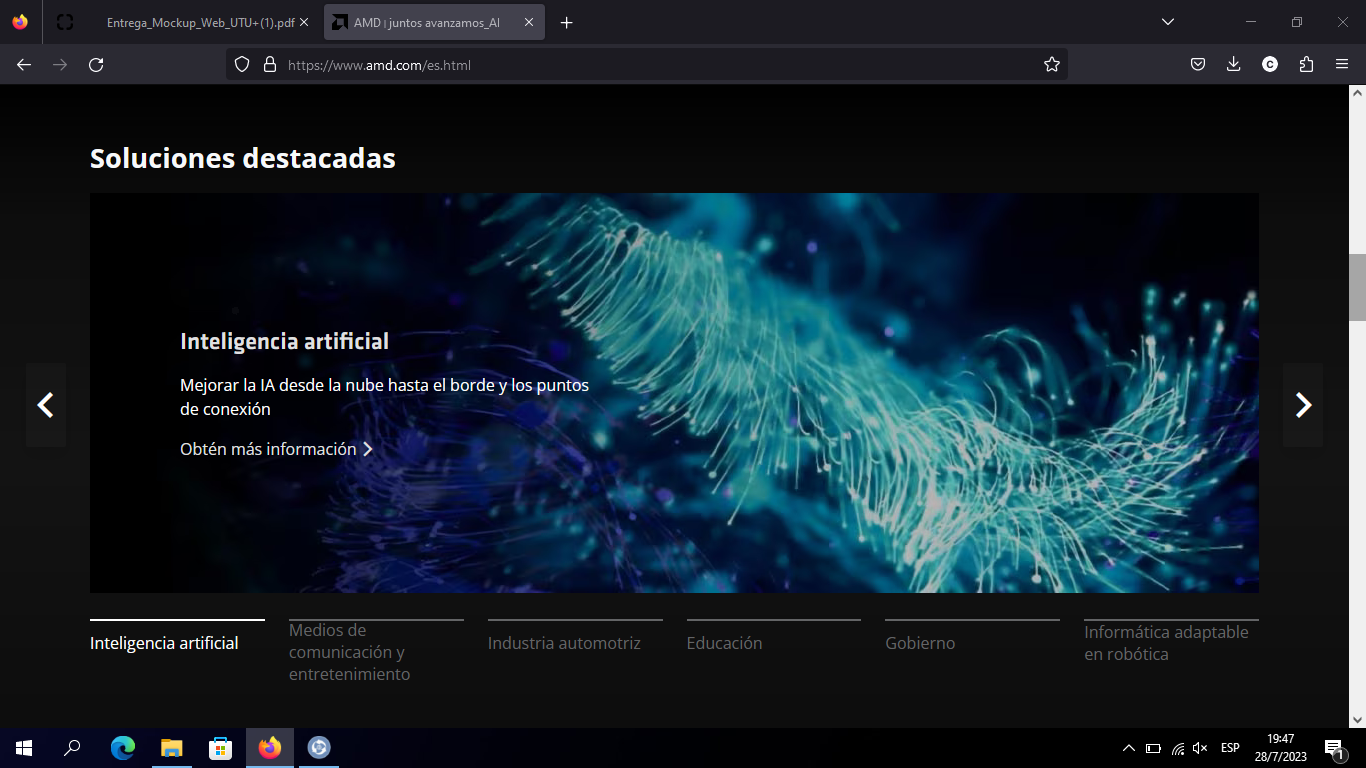 Entrega_Mockup_Web_UTU+(1).pdf
AMD | juntos avanzamos_AI
https://www.amd.com/es.html
Soluciones destacadas
Inteligencia artificial
Mejorar la IA desde la nube hasta el borde y los puntos
de conexión
Obtén más información
Inteligencia artificial
Medios de
comunicación y
entretenimiento
Industria automotriz
Educación
Gobierno
Informática adaptable
en robótica
ESP
19:47
28/7/2023
1